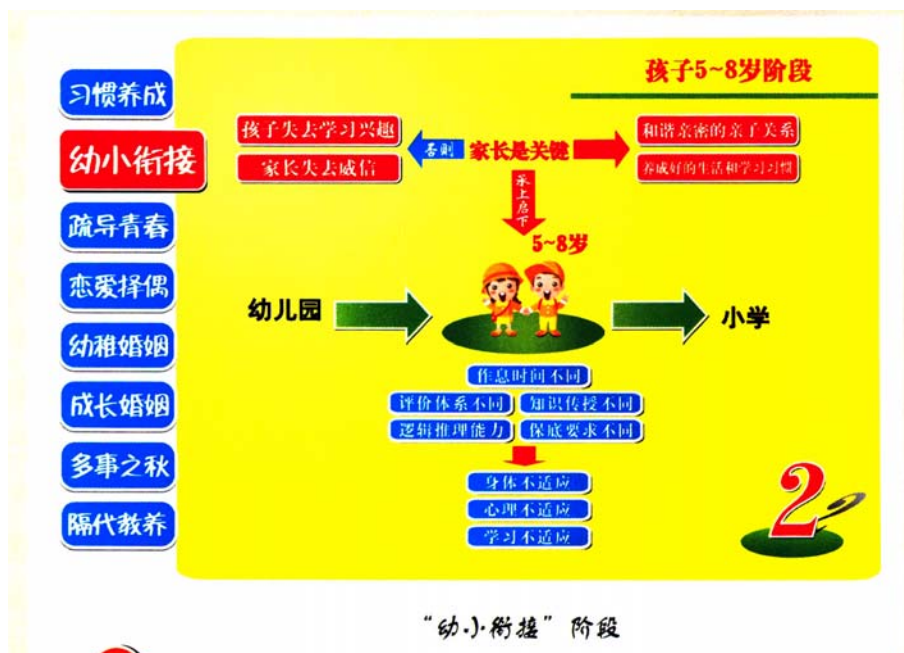 孩子5~8岁阶段
习惯养成
幼小衔接
疏导青春
恋爱择偶
幼稚婚姻
成长婚姻
多事之秋
隔代教养
孩子失去学习兴趣
家长失去威信
否则
家长是关键
和谐亲密的亲子关系
养成好的生活和学习习惯
承上启下
5~8岁
幼儿园
小学
作息时间不同
评价体系不同
知识传授不同
逻辑推理能力
保底要求不同
身体不适应
心理不适应
学习不适应
2
“幼小衔接”阶段